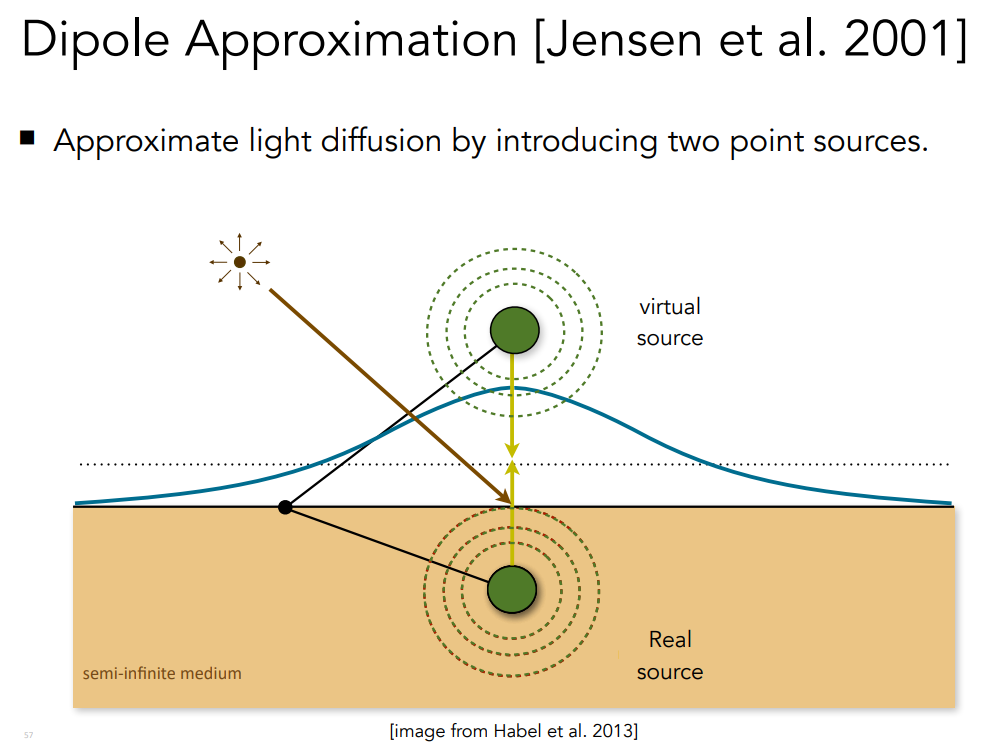 Dipole Approximation [Jensen et al. 2001]
Approximate light diffusion by introducing two point sources.
virtual
source
Real
source
semi-infinite medium
57
[image from Habel et al. 2013]